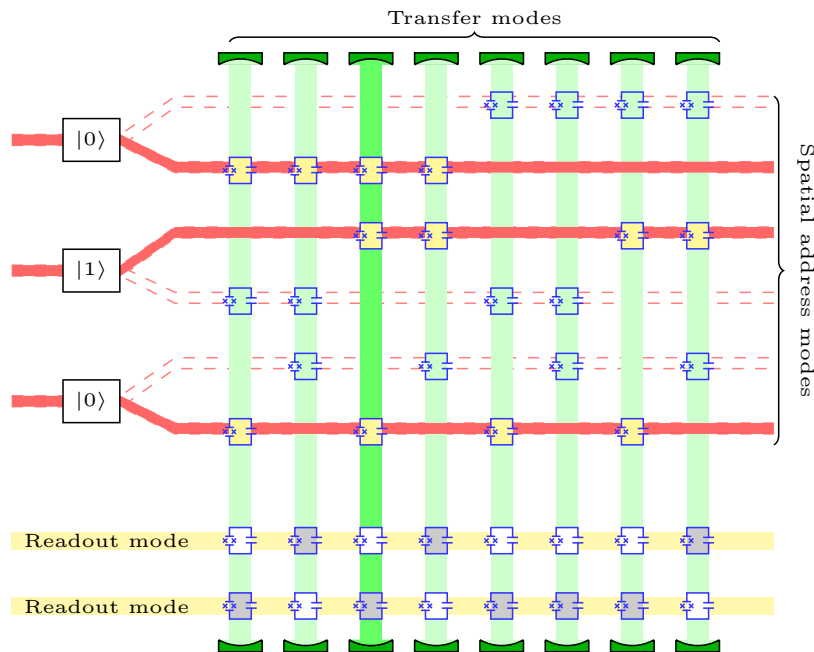 Transfer modes
|0⟩
|1⟩
|0⟩
Spatial address modes
Readout mode
Readout mode